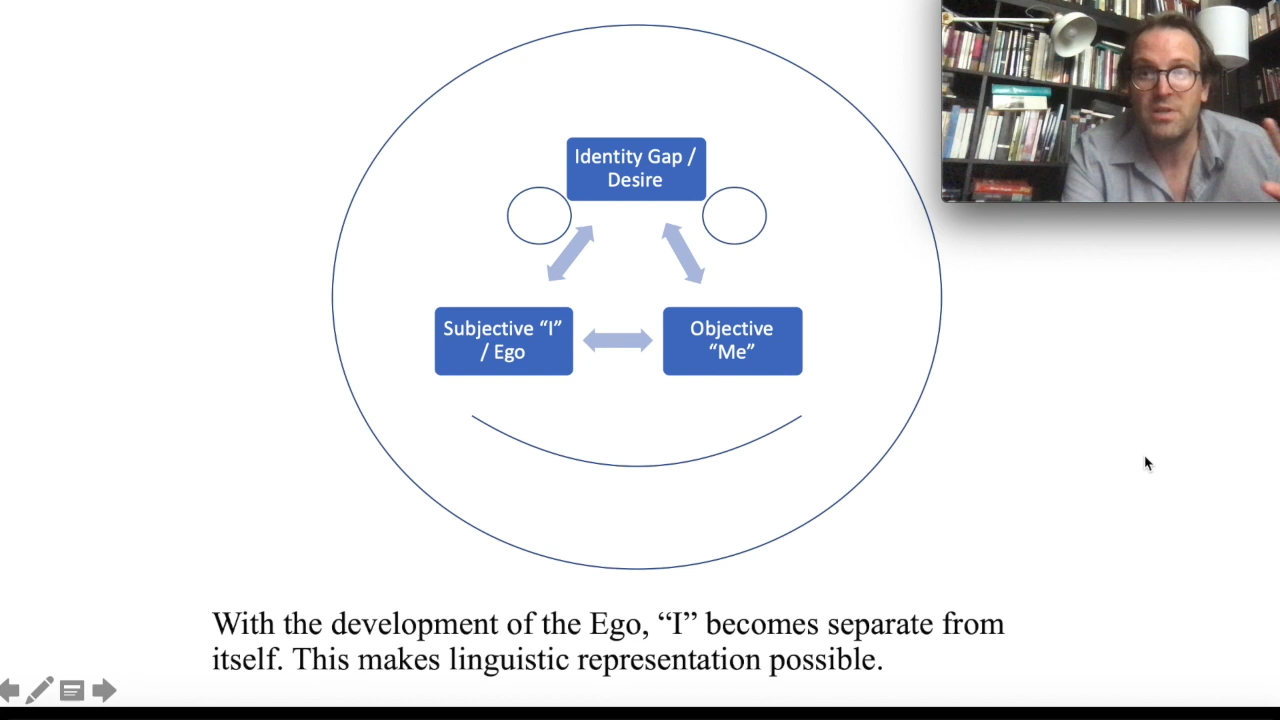 Identity Gap /
Desire
Subjective “I”
/ Ego
Objective
“Me”
With the development of the Ego, “I” becomes separate from
itself. This makes linguistic representation possible.